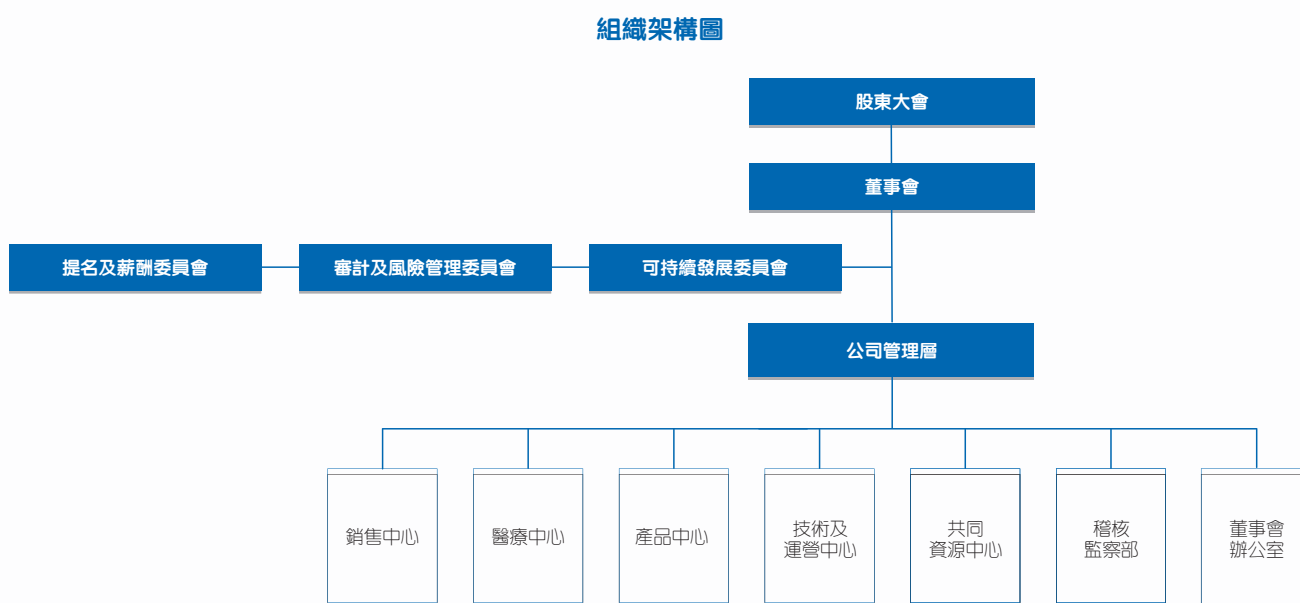 組織架構圖
股東大會
董事會
提名及薪酬委員會
審計及風險管理委員會
可持續發展委員會
公司管理層
銷售中心
醫療中心
產品中心
技術及
運營中心
共同
資源中心
稽核
監察部
董事會
辦公室